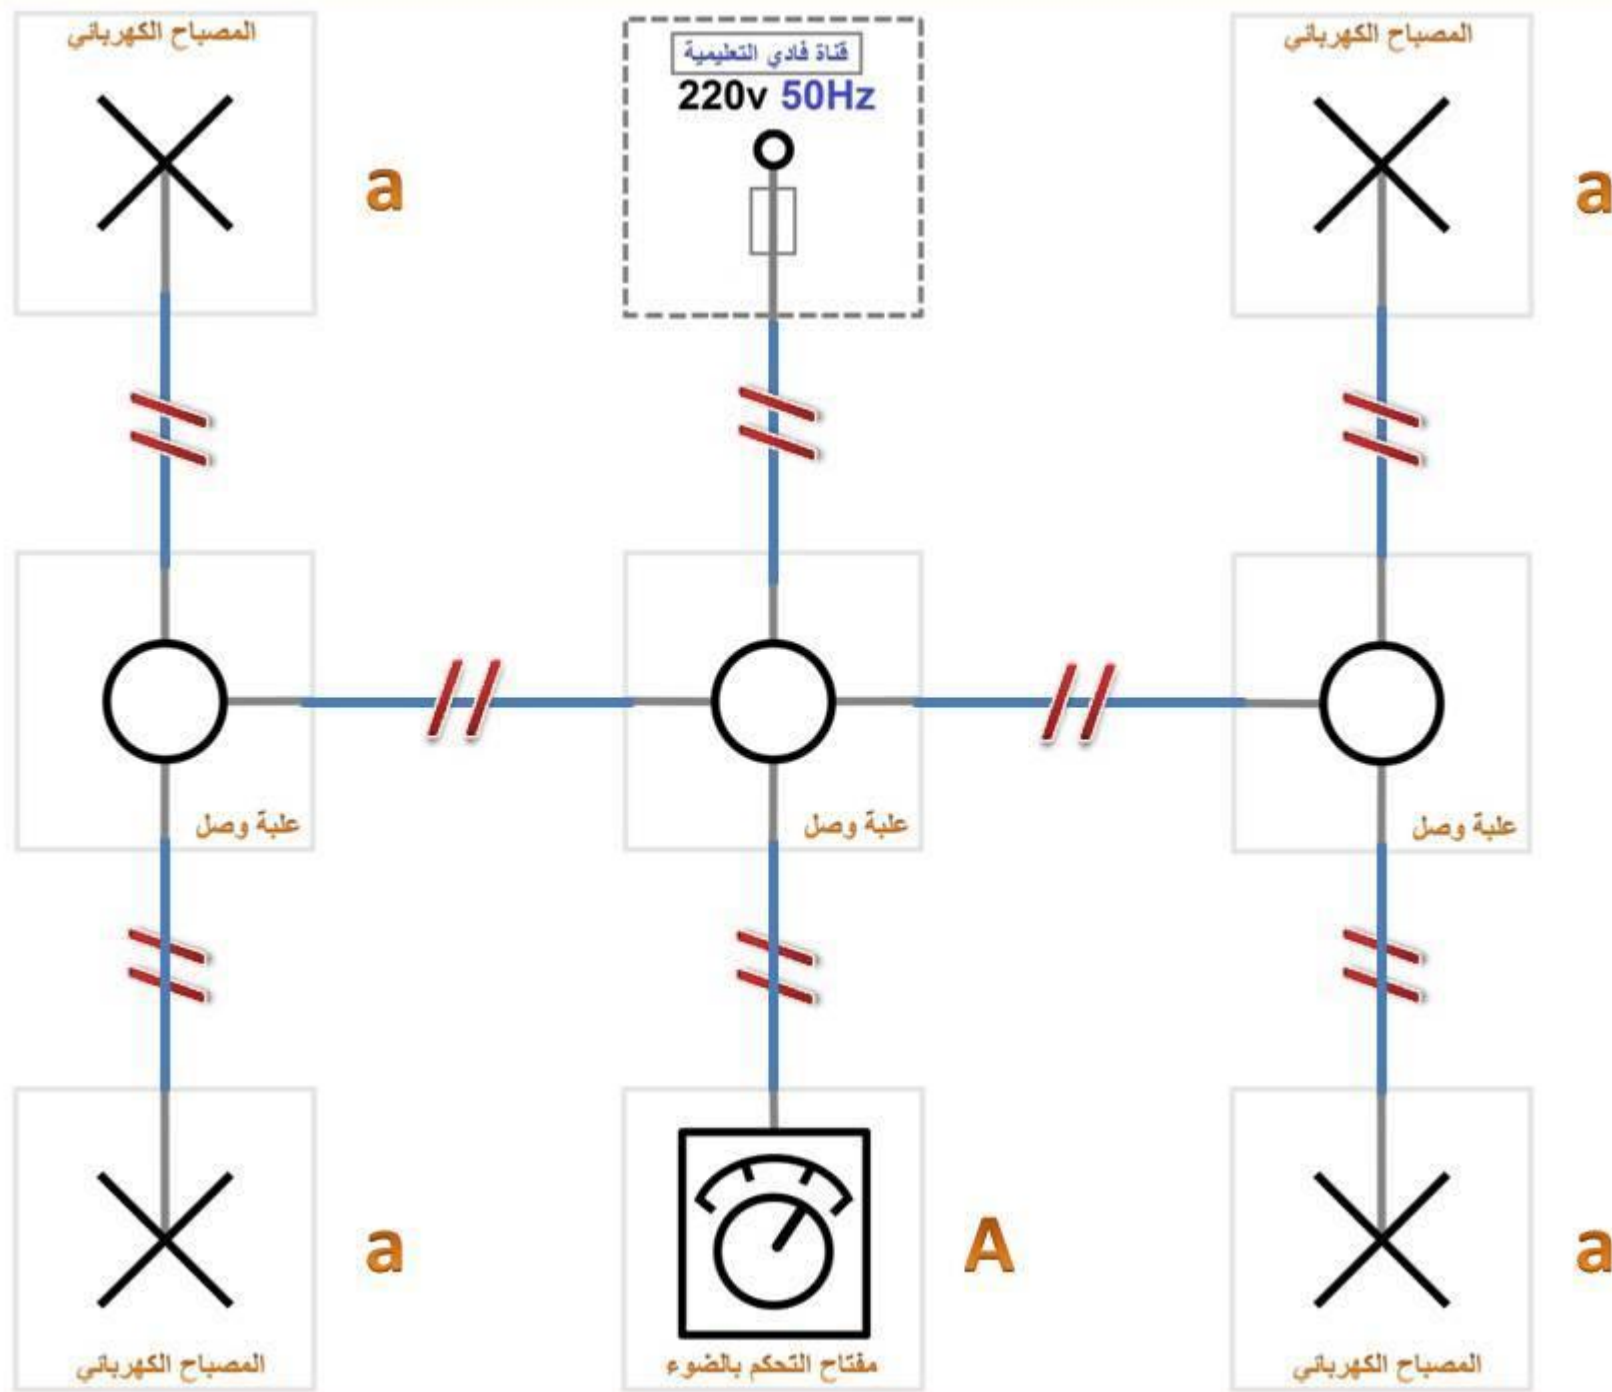 المصباح الكهربائي
a
قناة فادي التعليمية
220v 50Hz
المصباح الكهربائي
a
علبة وصل
علبة وصل
علبة وصل
a
المصباح الكهربائي
A
مفتاح التحكم بالضوء
a
المصباح الكهربائي